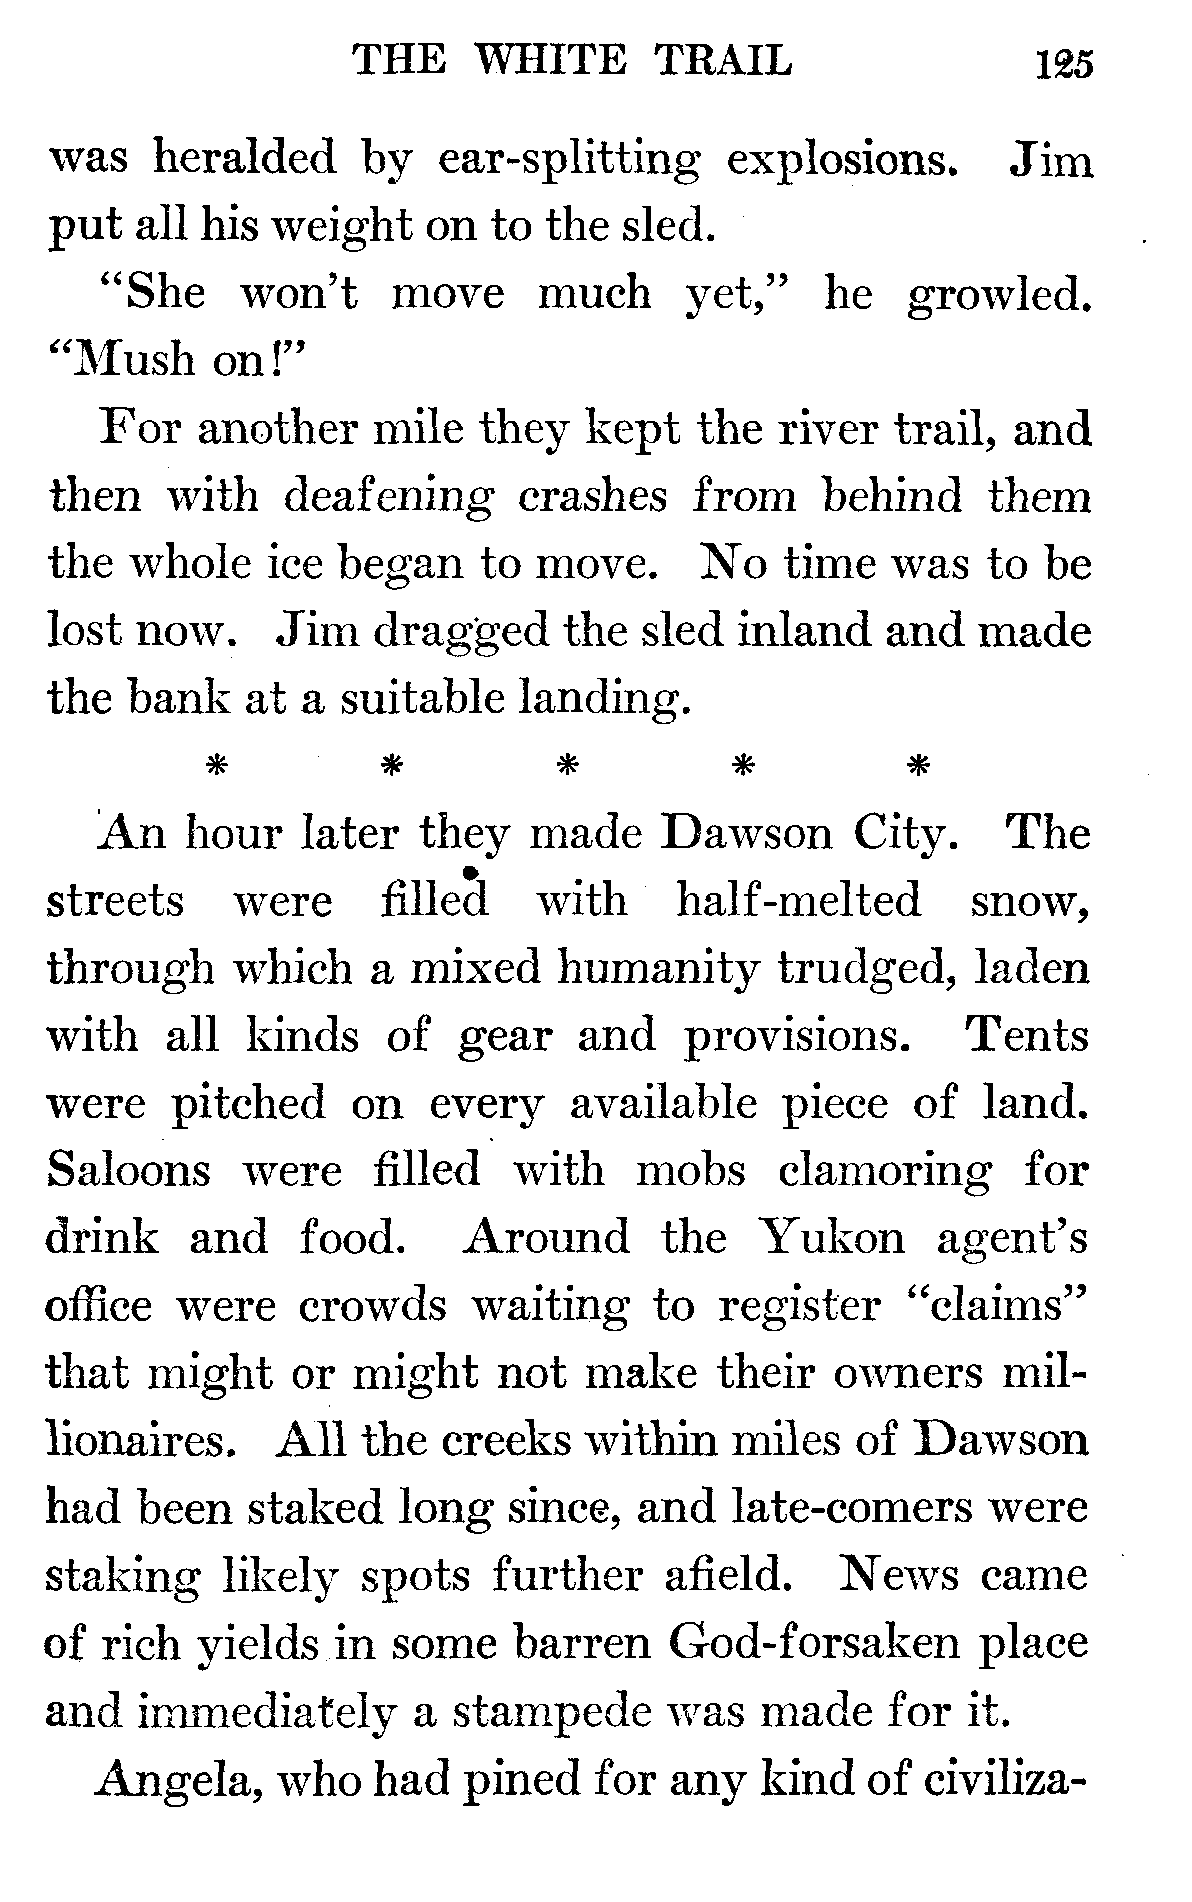 THE WHITE TRAIL 125
was heralded by ear-splitting explosions. Jim
put all his weight on to the sled.
“She won’t move much yet,” he growled.
“Mush on!”
For another mile they kept the river trail, and
then with deafening crashes from behind them
the whole ice began to move. No time was to be
lost now. Jim dragged the sled inland and made
the bank at a suitable landing.
* * * * *
An hour later they made Dawson City. The
streets were filled with half-melted snow,
through which a mixed humanity trudged, laden
with all kinds of gear and provisions. Tents
were pitched on every available piece of land.
Saloons were filled with mobs clamoring for
drink and food. Around the Yukon agent’s
office were crowds waiting to register “claims”
that might or might not make their owners mil-
lionaires. All the creeks within miles of Dawson
had been staked long since, and late-comers were
staking likely spots further afield. News came
of rich yields in some barren God-forsaken place
and immediately a stampede was made for it.
Angela, who had pined for any kind of civiliza-